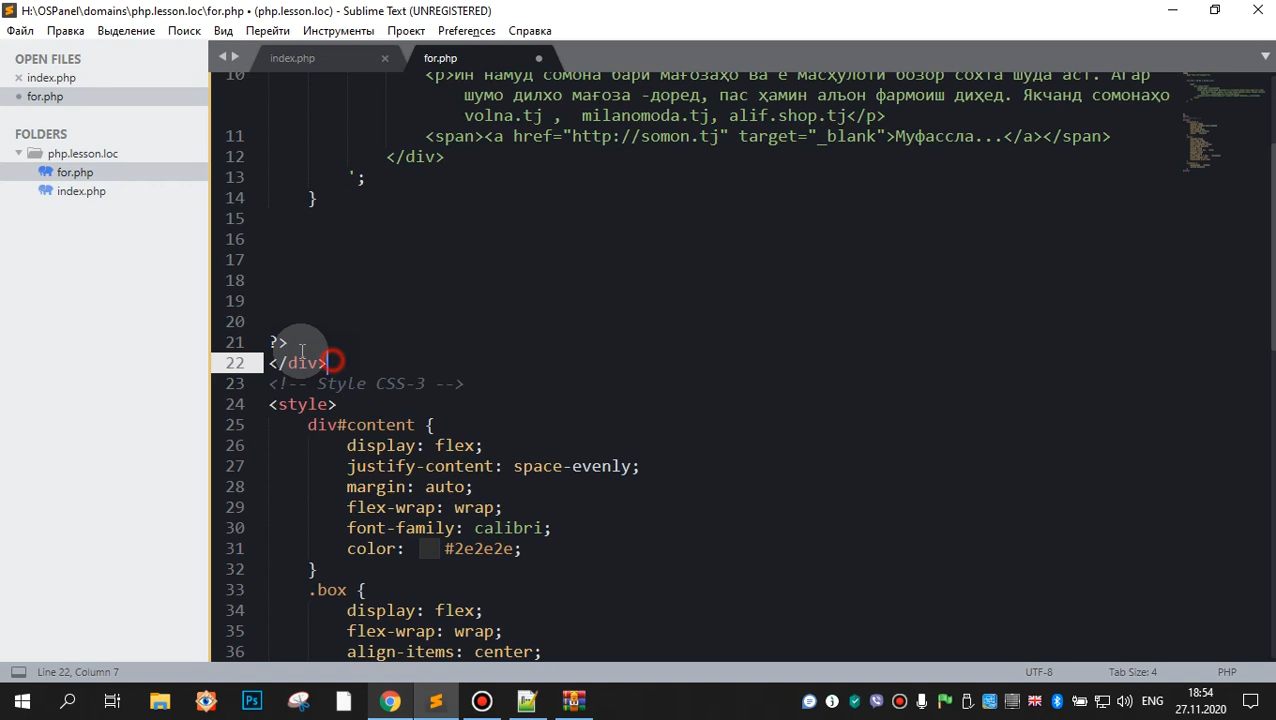 H:\OSPanel\domains\php.lesson.loc\for.php • (php.lesson.loc) - Sublime Text (UNREGISTERED)
Файл Правка Выделение Поиск Вид Перейти Инструменты Проект Preferences Справка
OPEN FILES
index.php
for.php
FOLDERS
php.lesson.loc
for.php
index.php
index.php for.php
10 <p>Ин намуд сомона бари мағозаҳо ва ё масҳулоти бозор сохта шуда аст. Агар
шумо дилхо мағоза -доред, пас ҳамин алъон фармоиш диҳед. Якчанд сомонаҳо
volna.tj , milanomoda.tj, alif.shop.tj</p>
11 <span><a href="http://somon.tj" target="_blank">Муфассла...</a></span>
12 </div>
13 ';
14 }
15
16
17
18
19
20
21 ?>
22 </div>
23 <!-- Style CSS-3 -->
24 <style>
25 div#content {
26 display: flex;
27 justify-content: space-evenly;
28 margin: auto;
29 flex-wrap: wrap;
30 font-family: calibri;
31 color: #2e2e2e;
32 }
33 .box {
34 display: flex;
35 flex-wrap: wrap;
36 align-items: center;
Line 22, Column 7 UTF-8 Tab Size: 4 PHP
ENG 18:54
27.11.2020